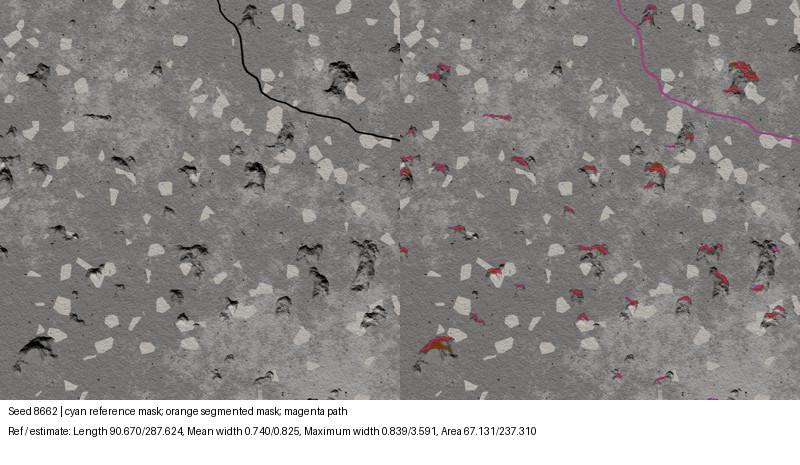 Seed 8662 | cyan reference mask; orange segmented mask; magenta path
Ref / estimate: Length 90.670/287.624, Mean width 0.740/0.825, Maximum width 0.839/3.591, Area 67.131/237.310